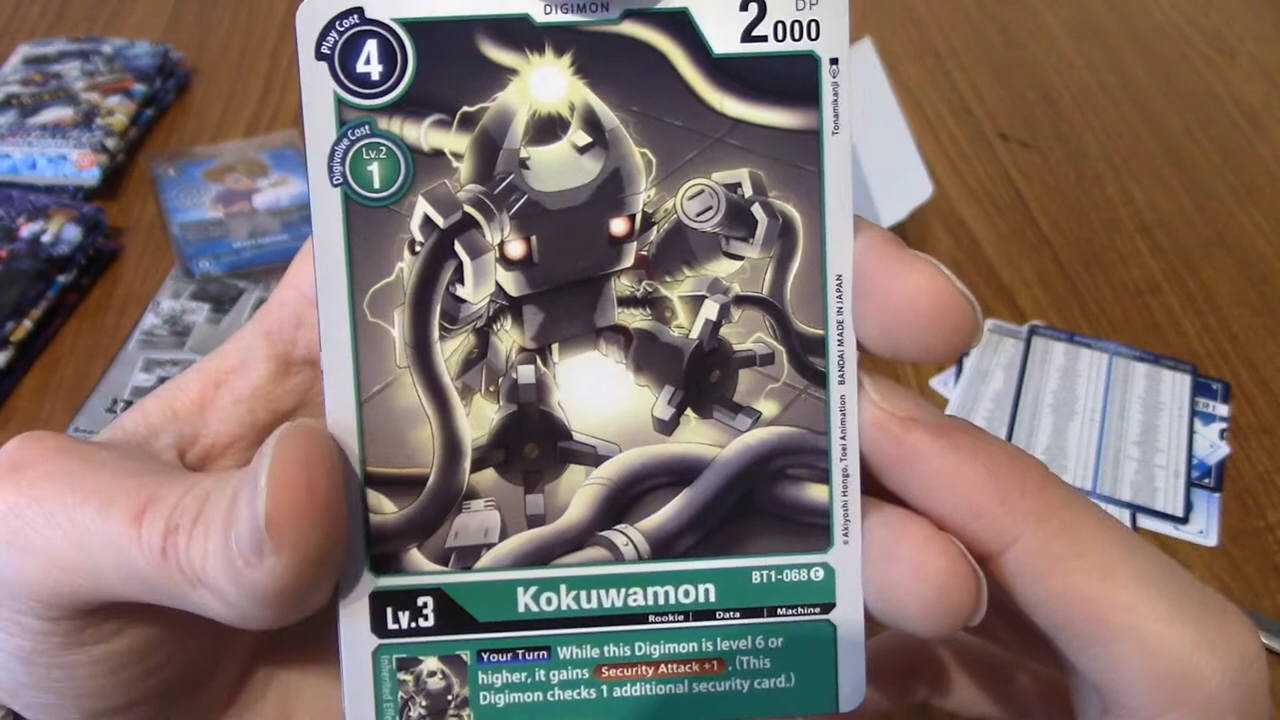 DIGIMON
Play Cost
4
2000
DP
Digivolve Cost
Lv.2
1
Tonamikanji
©Akiyoshi Hongo, Toei Animation BANDAI MADE IN JAPAN
BT1-068 C
Kokuwamon
Lv.3
Rookie | Data | Machine
Inherited Effe
Your Turn While this Digimon is level 6 or
higher, it gains Security Attack +1. (This
Digimon checks 1 additional security card.)